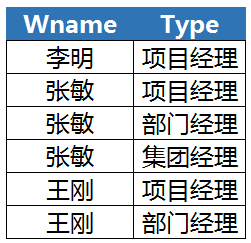 Wname Type
李明 项目经理
张敏 项目经理
张敏 部门经理
张敏 集团经理
王刚 项目经理
王刚 部门经理